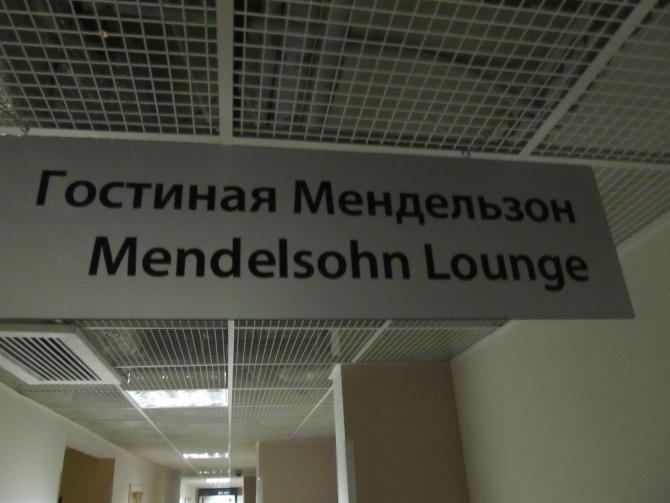 Гостиная Мендельзон
Mendelsohn Lounge